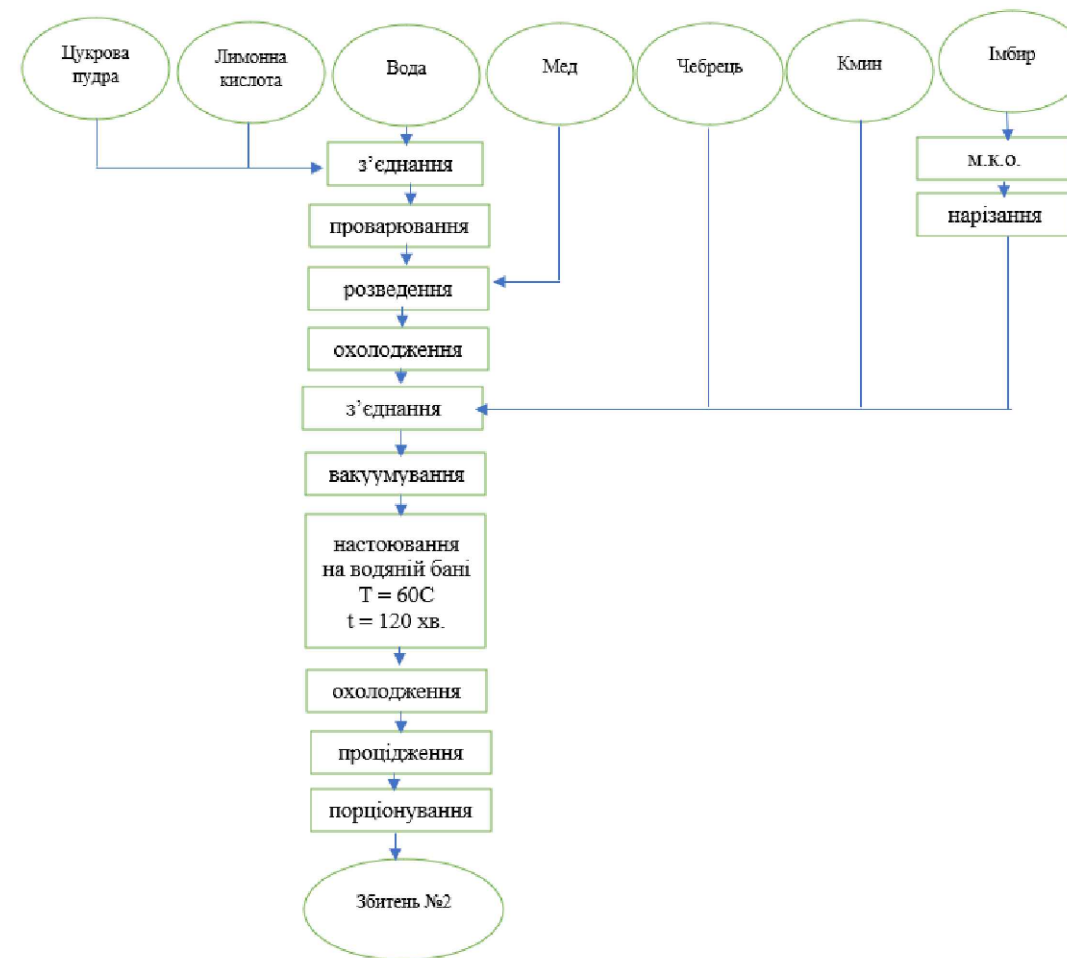 Цукрова
пудра
Лимонна
кислота
Вода
Мед
Чебрець
Кмин
Імбир
з’єднання
м.к.о.
проварювання
нарізання
розведення
охолодження
з’єднання
вакуумування
настоювання
на водяній бані
T = 60C
t = 120 хв.
охолодження
проціdження
порціонування
Збитень №2